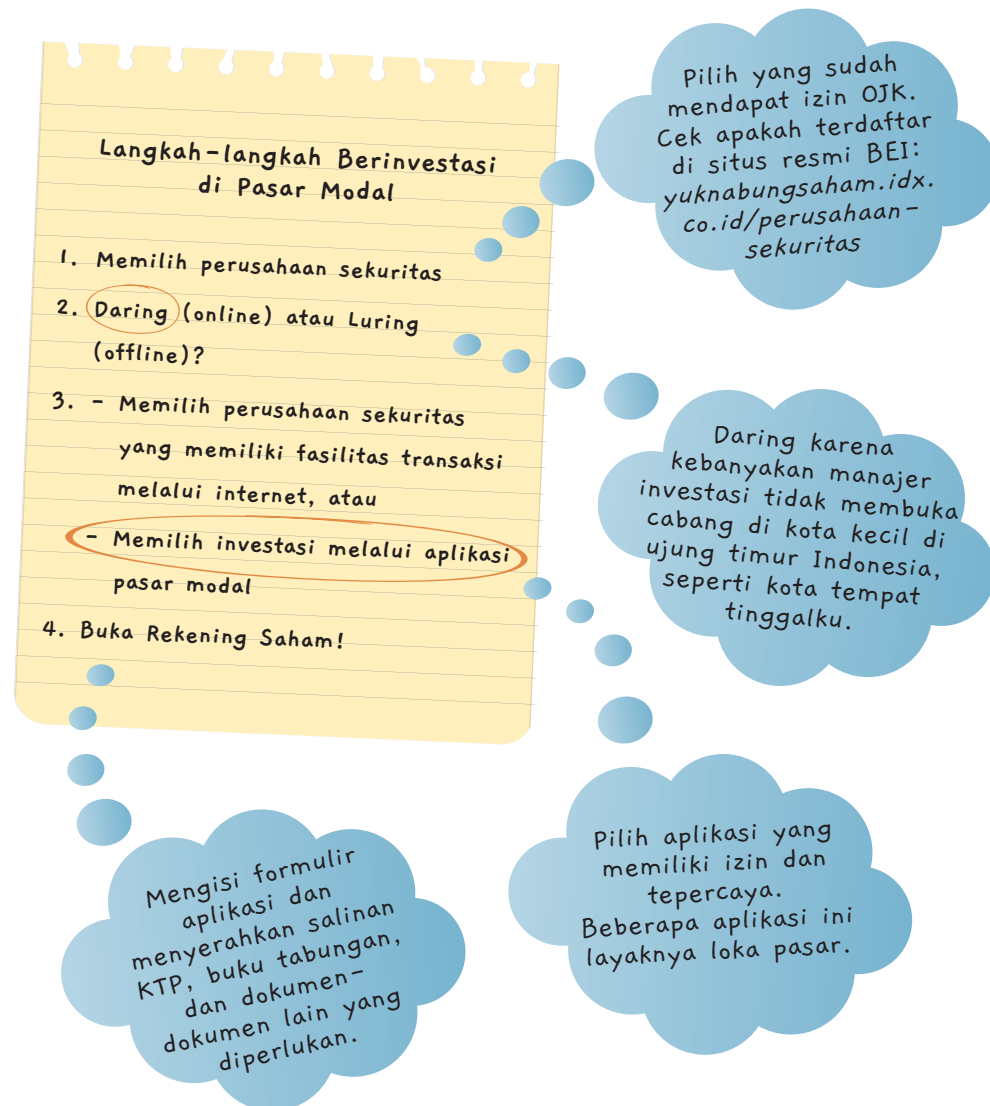 Langkah-langkah Berinvestasi
di Pasar Modal
1. Memilih perusahaan sekuritas
2. Daring (online) atau Luring
(offline)?
3. - Memilih perusahaan sekuritas
yang memiliki fasilitas transaksi
melalui internet, atau
- Memilih investasi melalui aplikasi
pasar modal
4. Buka Rekening Saham!
Pilih yang sudah
mendapat izin OJK.
Cek apakah terdaftar
di situs resmi BEI:
yuknabungsaham.idx.
co.id/perusahaan-
sekuritas
Daring karena
kebanyakan manajer
investasi tidak membuka
cabang di kota kecil di
ujung timur Indonesia,
seperti kota tempat
tinggalku.
Pilih aplikasi yang
memiliki izin dan
tepercaya.
Beberapa aplikasi ini
layaknya loka pasar.
Mengisi formulir
aplikasi dan
menyerahkan salinan
KTP, buku tabungan,
dan dokumen-
dokumen lain yang
diperlukan.